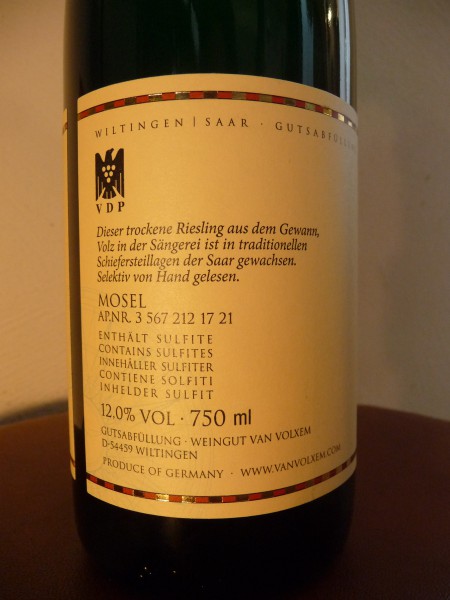 WILTINGEN | SAAR · GUTSABFÜLLUNG
VDP
Dieser trockene Riesling aus dem Gewann,
Volz in der Sängerei ist in traditionellen
Schiefersteillagen der Saar gewachsen.
Selektiv von Hand gelesen.
MOSEL
AP.NR. 3 567 212 17 21
ENTHÄLT SULFITE
CONTAINS SULFITES
INNEHÅLLER SULFITER
CONTIENE SOLFITI
INHELDER SULFIT
12.0% VOL · 750 ml
GUTSABFÜLLUNG · WEINGUT VAN VOLXEM
D-54459 WILTINGEN
PRODUCE OF GERMANY · WWW.VANVOLXEM.COM